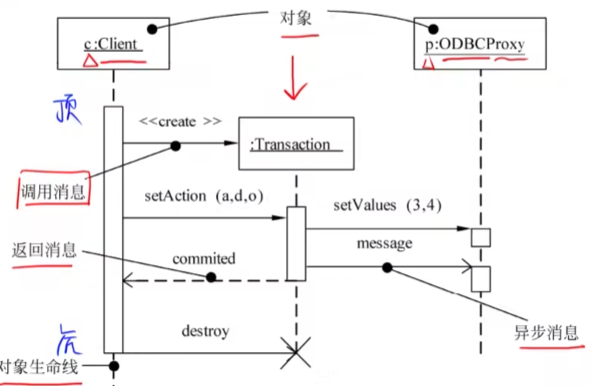 对象
c:Client
p:ODBCProxy
顶
<<create >>
:Transaction
调用消息
setAction (a,d,o)
setValues (3,4)
message
返回消息
commited
异步消息
destroy
对象生命线